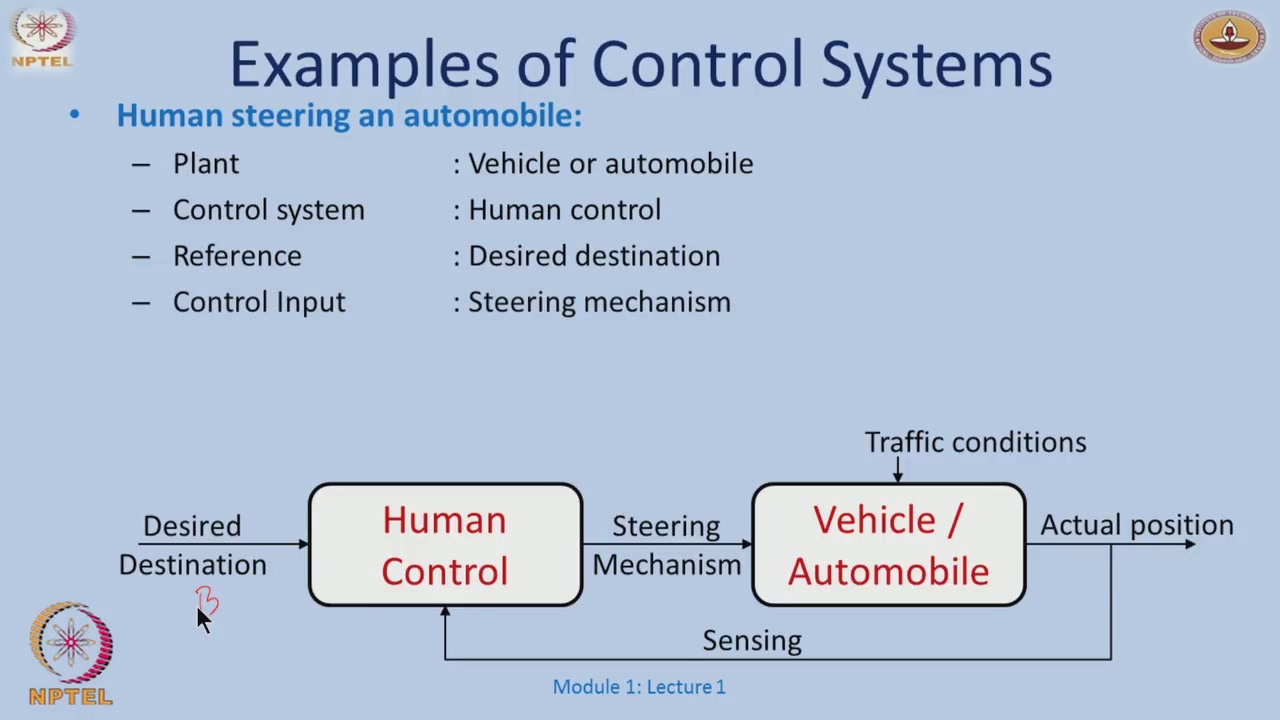 NPTEL
Examples of Control Systems
• Human steering an automobile:
– Plant : Vehicle or automobile
– Control system : Human control
– Reference : Desired destination
– Control Input : Steering mechanism
Traffic conditions
Desired
Destination
B
Human
Control
Steering
Mechanism
Vehicle /
Automobile
Actual position
Sensing
NPTEL
Module 1: Lecture 1